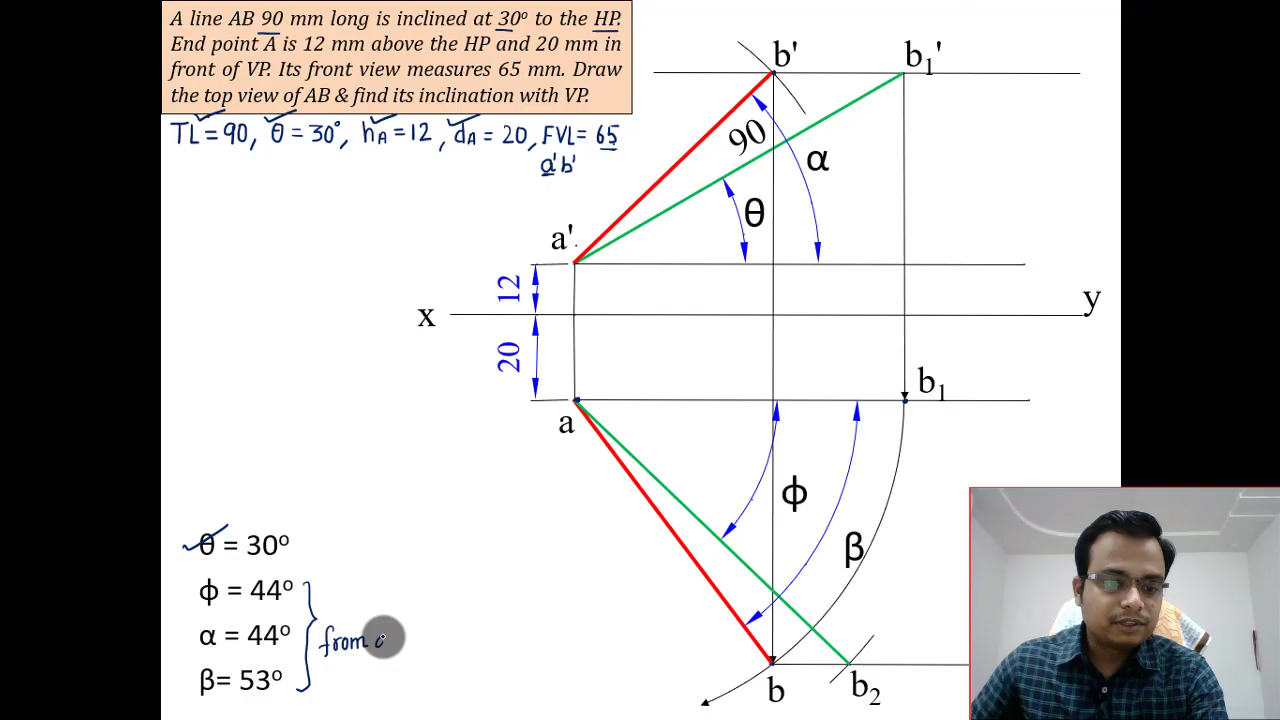 A line AB 90 mm long is inclined at 30° to the HP.
End point A is 12 mm above the HP and 20 mm in
front of VP. Its front view measures 65 mm. Draw
the top view of AB & find its inclination with VP.
TL=90, θ=30°, hA=12, dA=20, FVL=65
a'b'
b' b₁'
90 α
θ
a'
12
x y
20
b₁
a
ϕ
β
b b₂
θ = 30°
ϕ = 44°
α = 44°
β= 53°
from